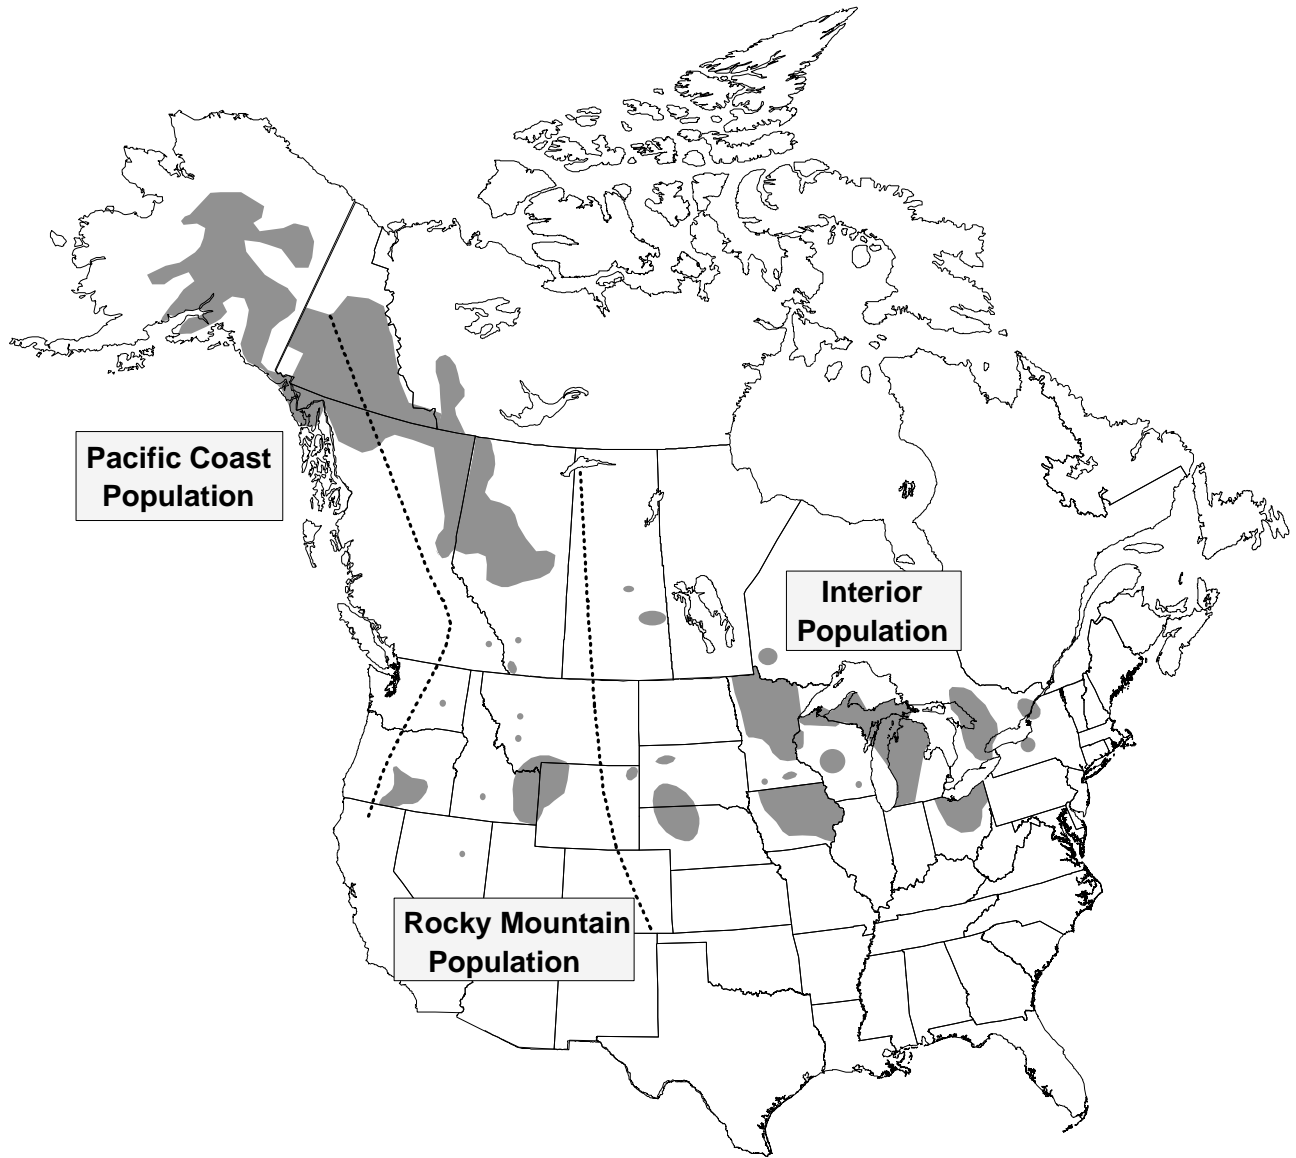 Pacific Coast
Population
Interior
Population
Rocky Mountain
Population